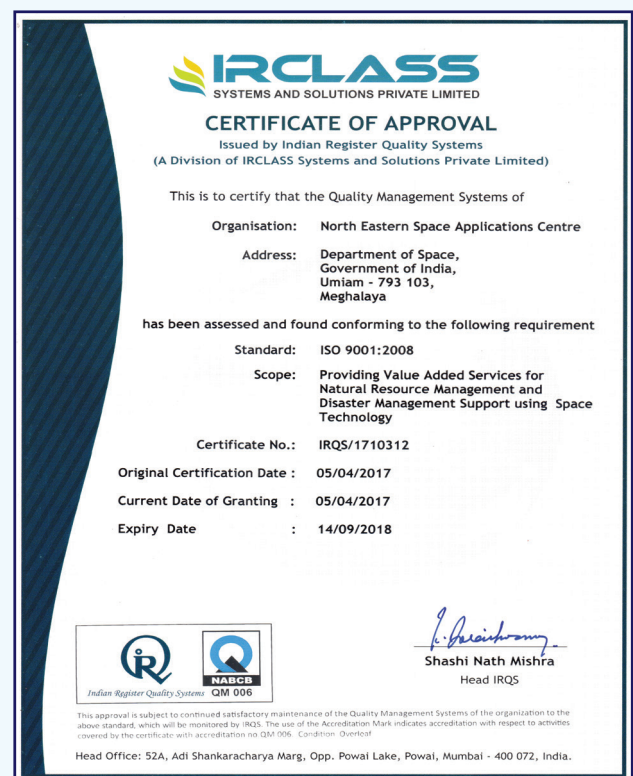 IRCLASS
SYSTEMS AND SOLUTIONS PRIVATE LIMITED
CERTIFICATE OF APPROVAL
Issued by Indian Register Quality Systems
(A Division of IRCLASS Systems and Solutions Private Limited)
This is to certify that the Quality Management Systems of
Organisation: North Eastern Space Applications Centre
Address: Department of Space,
Government of India,
Umiam - 793 103,
Meghalaya
has been assessed and found conforming to the following requirement
Standard: ISO 9001:2008
Scope: Providing Value Added Services for
Natural Resource Management and
Disaster Management Support using Space
Technology
Certificate No.: IRQS/1710312
Original Certification Date : 05/04/2017
Current Date of Granting : 05/04/2017
Expiry Date : 14/09/2018
IRQ
NABCB
Indian Register Quality Systems QM 006
Shashi Nath Mishra
Head IRQS
This approval is subject to continued satisfactory maintenance of the Quality Management Systems of the organization to the
above standard, which will be monitored by IRQS. The use of the Accreditation Mark indicates accreditation with respect to activities
covered by the certificate with accreditation no QM 006. Condition Overleaf
Head Office: 52A, Adi Shankaracharya Marg, Opp. Powai Lake, Powai, Mumbai - 400 072, India.